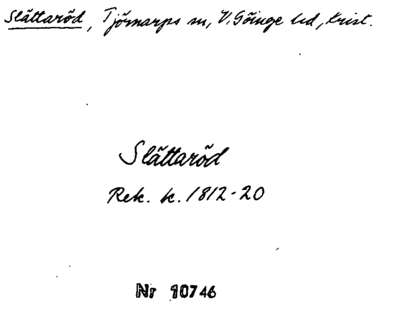 Slättaröd, Tjörnarps sn, V. Göinge hd, Krist.
Slättaröd
Rek. k. 1812-20
Nr 10746